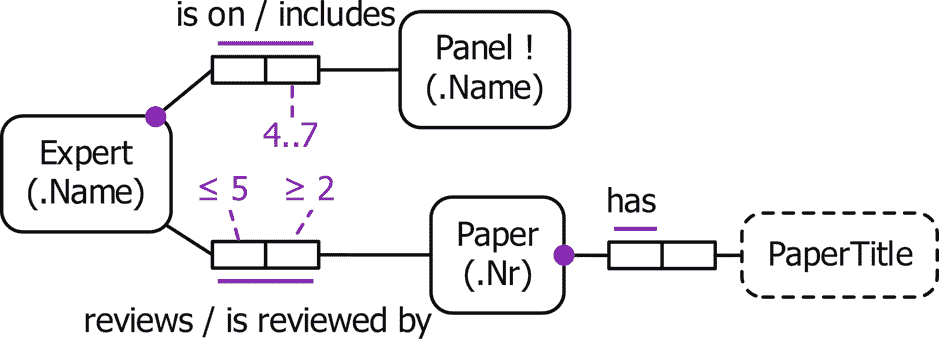 is on / includes
Panel !
(.Name)
4..7
Expert
(.Name)
≤ 5
≥ 2
has
Paper
(.Nr)
PaperTitle
reviews / is reviewed by